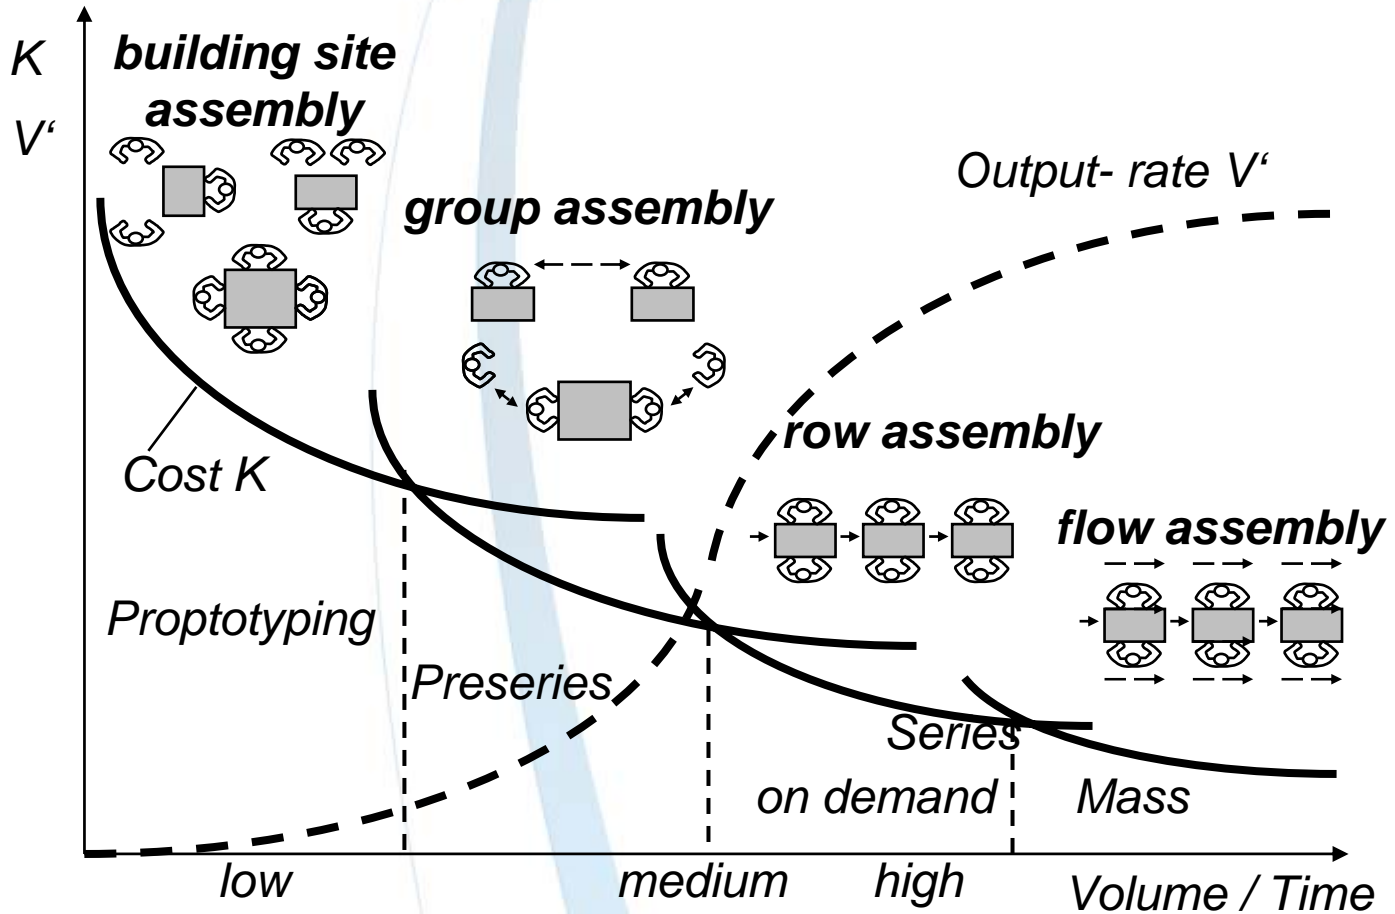 K
V‘
building site
assembly
Output- rate V‘
group assembly
row assembly
Cost K
flow assembly
Proptotyping
Preseries
Series
on demand
Mass
low
medium
high
Volume / Time